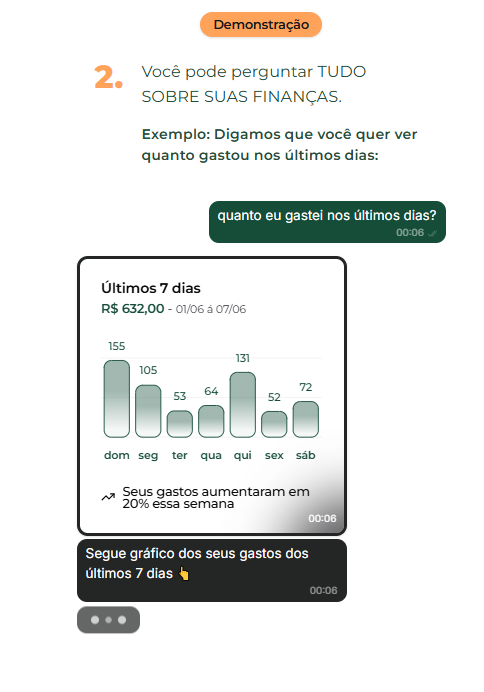 Demonstração
2.
Você pode perguntar TUDO
SOBRE SUAS FINANÇAS.
Exemplo: Digamos que você quer ver
quanto gastou nos últimos dias:
quanto eu gastei nos últimos dias?
00:06
Últimos 7 dias
R$ 632,00 - 01/06 á 07/06
155 105 53 64 131 52 72
dom seg ter qua qui sex sáb
Seus gastos aumentaram em
20% essa semana
00:06
Segue gráfico dos seus gastos dos
últimos 7 dias 👆
00:06